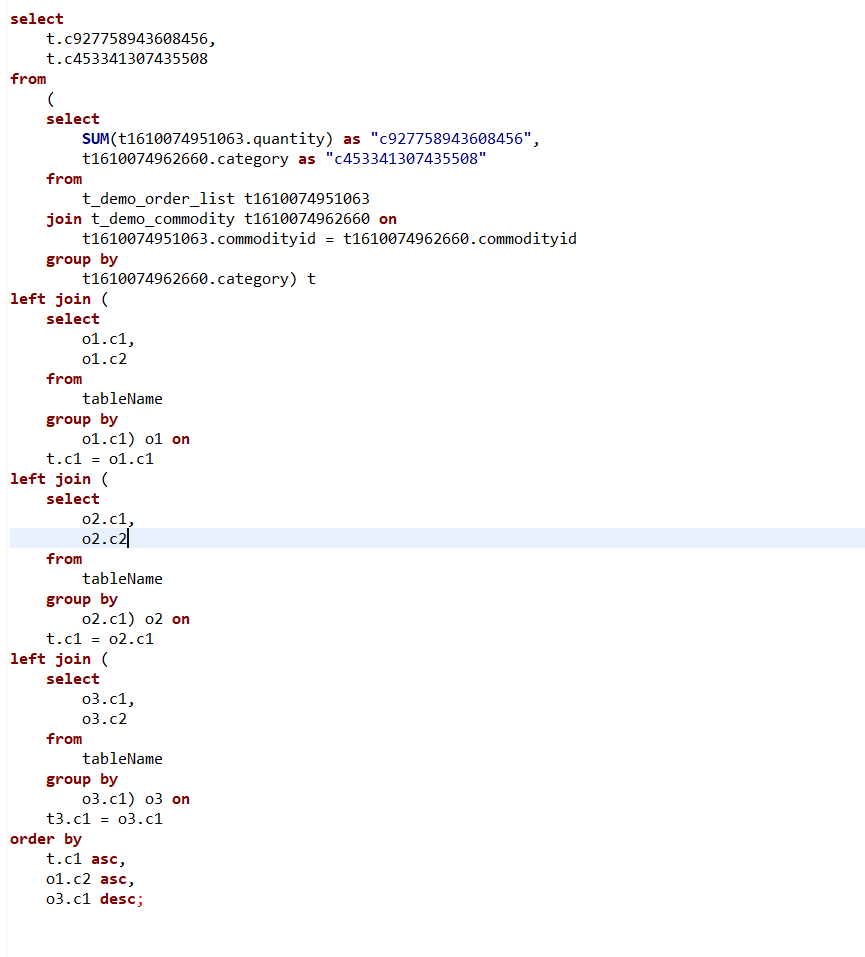 select
    t.c927758943608456,
    t.c453341307435508
from
    (
    select
        SUM(t1610074951063.quantity) as "c927758943608456",
        t1610074962660.category as "c453341307435508"
    from
        t_demo_order_list t1610074951063
    join t_demo_commodity t1610074962660 on
        t1610074951063.commodityid = t1610074962660.commodityid
    group by
        t1610074962660.category) t
left join (
    select
        o1.c1,
        o1.c2
    from
        tableName
    group by
        o1.c1) o1 on
    t.c1 = o1.c1
left join (
    select
        o2.c1,
        o2.c2
    from
        tableName
    group by
        o2.c1) o2 on
    t.c1 = o2.c1
left join (
    select
        o3.c1,
        o3.c2
    from
        tableName
    group by
        o3.c1) o3 on
    t3.c1 = o3.c1
order by
    t.c1 asc,
    o1.c2 asc,
    o3.c1 desc;